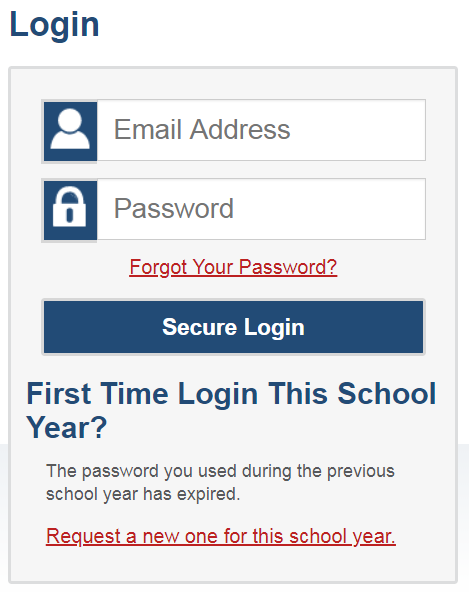 Login
Email Address
Password
Forgot Your Password?
Secure Login
First Time Login This School
Year?
The password you used during the previous
school year has expired.
Request a new one for this school year.